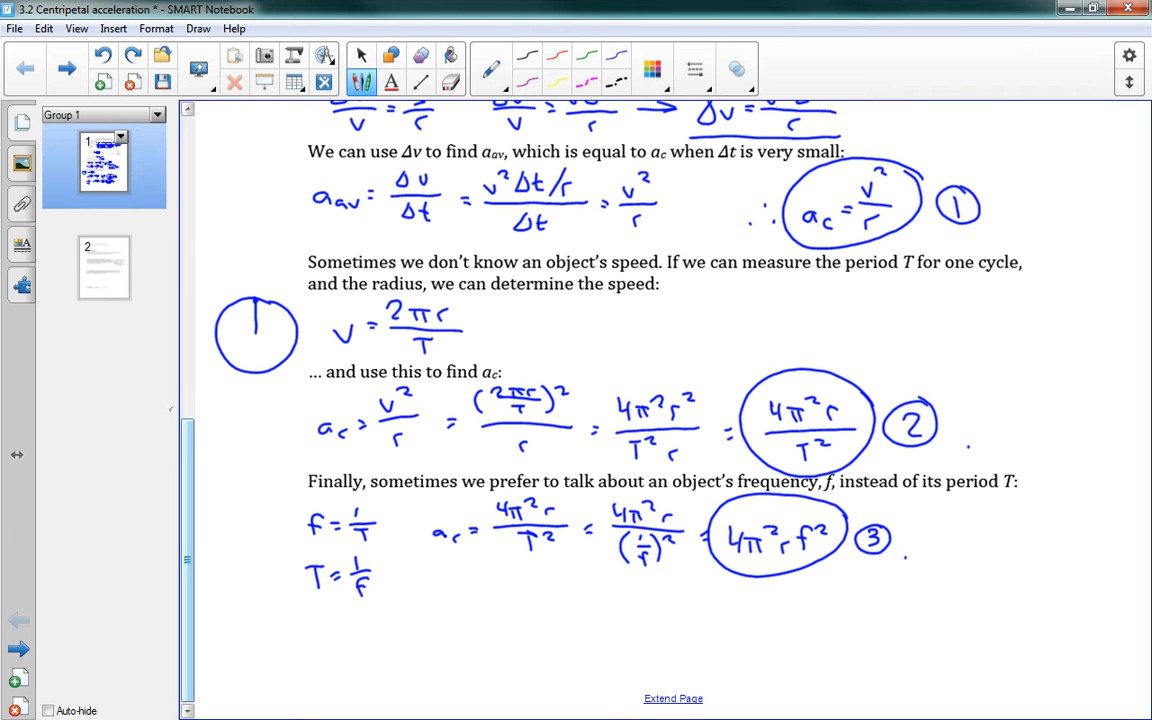 3.2 Centripetal acceleration * - SMART Notebook
File Edit View Insert Format Draw Help
Group 1
1
2
Δv = r
v r
We can use Δv to find aav, which is equal to ac when Δt is very small:
aav = Δv/Δt = (v²Δt/r)/Δt = v²/r ∴ ac = v²/r ①
Sometimes we don't know an object's speed. If we can measure the period T for one cycle,
and the radius, we can determine the speed:
v = 2πr/T
... and use this to find ac:
ac = v²/r = (2πr/T)²/r = 4π²r²/T²r = 4π²r/T² ②
Finally, sometimes we prefer to talk about an object's frequency, f, instead of its period T:
f = 1/T ac = 4π²r/T² = 4π²r/(1/f)² = 4π²rf² ③
T = 1/f
Extend Page
Auto-hide